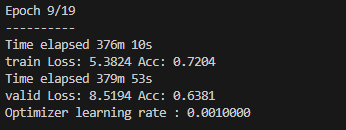 Epoch 9/19
----------
Time elapsed 376m 10s
train Loss: 5.3824 Acc: 0.7204
Time elapsed 379m 53s
valid Loss: 8.5194 Acc: 0.6381
Optimizer learning rate : 0.0010000